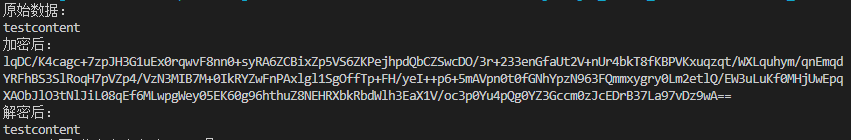 原始数据：
testcontent
加密后：
lqDC/K4cagc+7zpJH3G1uEx0rqwvF8nn0+syRA6ZCBixZp5VS6ZKPejhpdQbCZSwcDO/3r+233enGfaUt2V+nUr4bkT8fKBPVKxuqzqt/WXLquhym/qnEmqd
YRFhBS3SlRoqH7pVZp4/VzN3MIB7M+0IkRYZwFnPAxlgl1SgOffTp+FH/yeI++p6+5mAVpn0t0fGNhYpzN963FQmmxygry0Lm2etlQ/EW3uLuKf0MHjUwEpq
XAObJlO3tNlJiL08qEf6MLwpgWey05EK60g96hthuZ8NEHRXbkRbdWlh3EaX1V/oc3p0Yu4pQg0YZ3Gccm0zJcEDrB37La97vDz9wA==
解密后：
testcontent